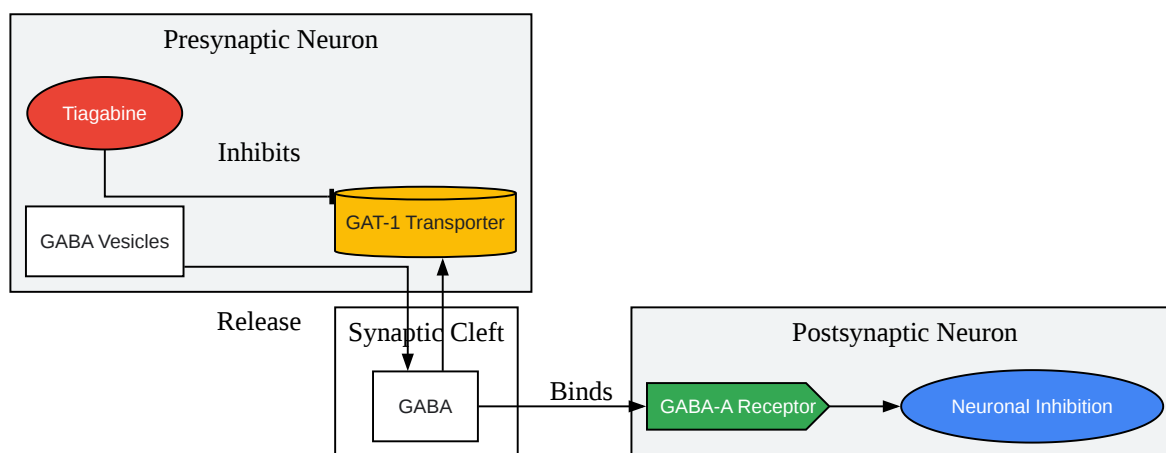 Presynaptic Neuron
Tiagabine
Inhibits
GAT-1 Transporter
GABA Vesicles
Release
Synaptic Cleft
Postsynaptic Neuron
GABA
Binds
GABA-A Receptor
Neuronal Inhibition